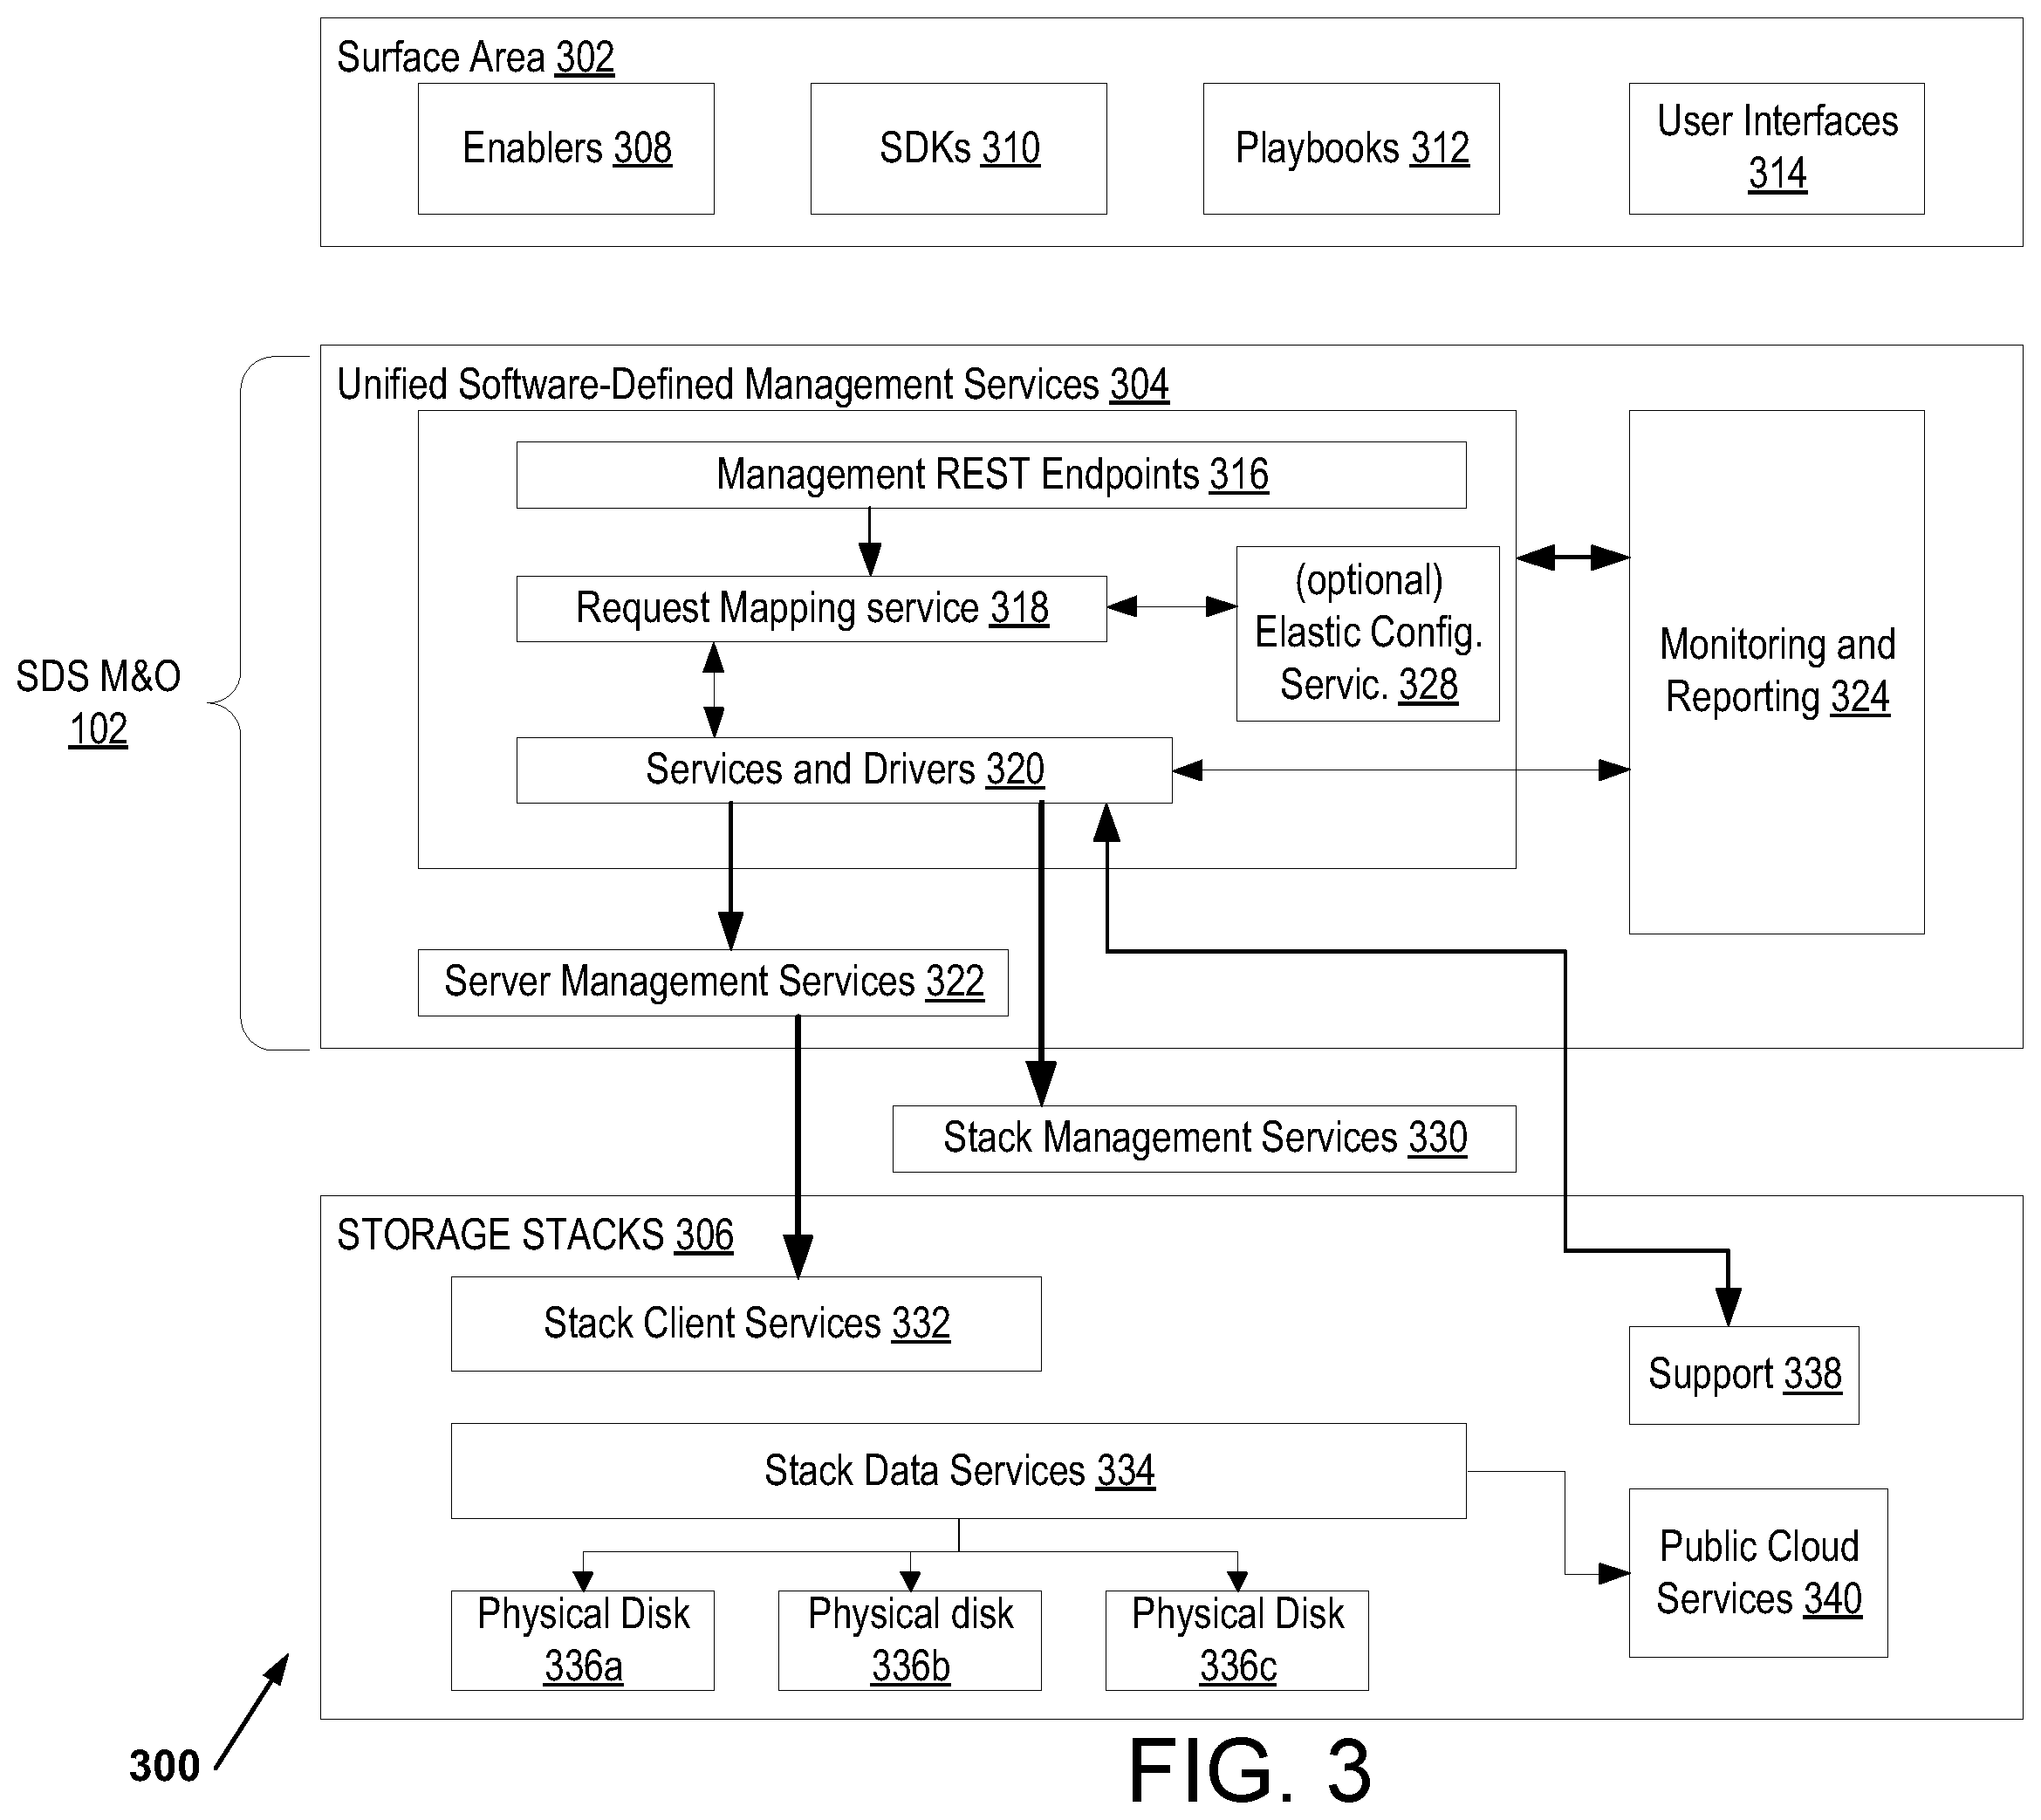 Surface Area 302
Enablers 308
SDKs 310
Playbooks 312
User Interfaces
314
Unified Software-Defined Management Services 304
Management REST Endpoints 316
Request Mapping service 318
(optional)
Elastic Config.
Servic. 328
Monitoring and
Reporting 324
SDS M&O
102
Services and Drivers 320
Server Management Services 322
Stack Management Services 330
STORAGE STACKS 306
Stack Client Services 332
Support 338
Stack Data Services 334
Public Cloud
Services 340
Physical Disk
336a
Physical disk
336b
Physical Disk
336c
300
FIG. 3